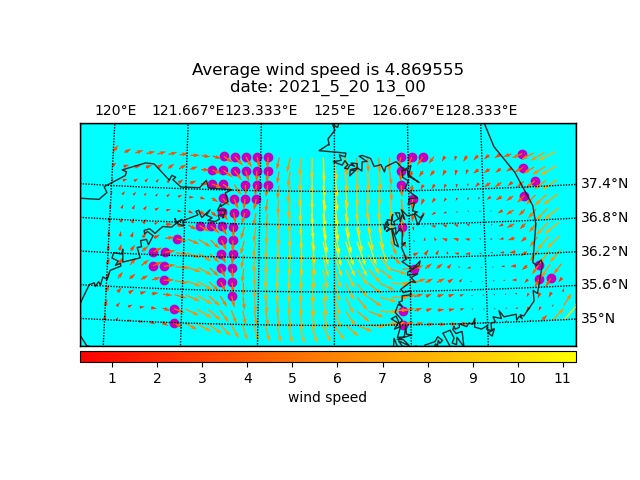 Average wind speed is 4.869555
date: 2021_5_20 13_00
120°E 121.667°E 123.333°E 125°E 126.667°E 128.333°E
37.4°N
36.8°N
36.2°N
35.6°N
35°N
1 2 3 4 5 6 7 8 9 10 11
wind speed